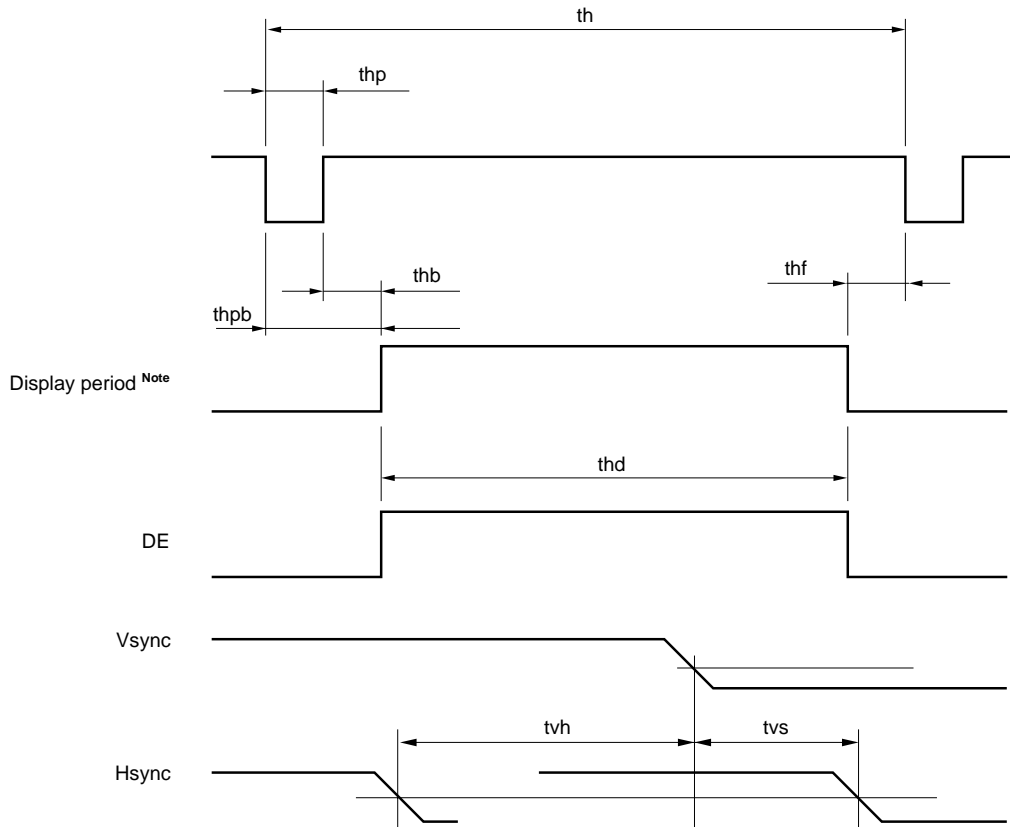 th
thp
thb
thf
thpb
Display period Note
thd
DE
Vsync
tvh
tvs
Hsync